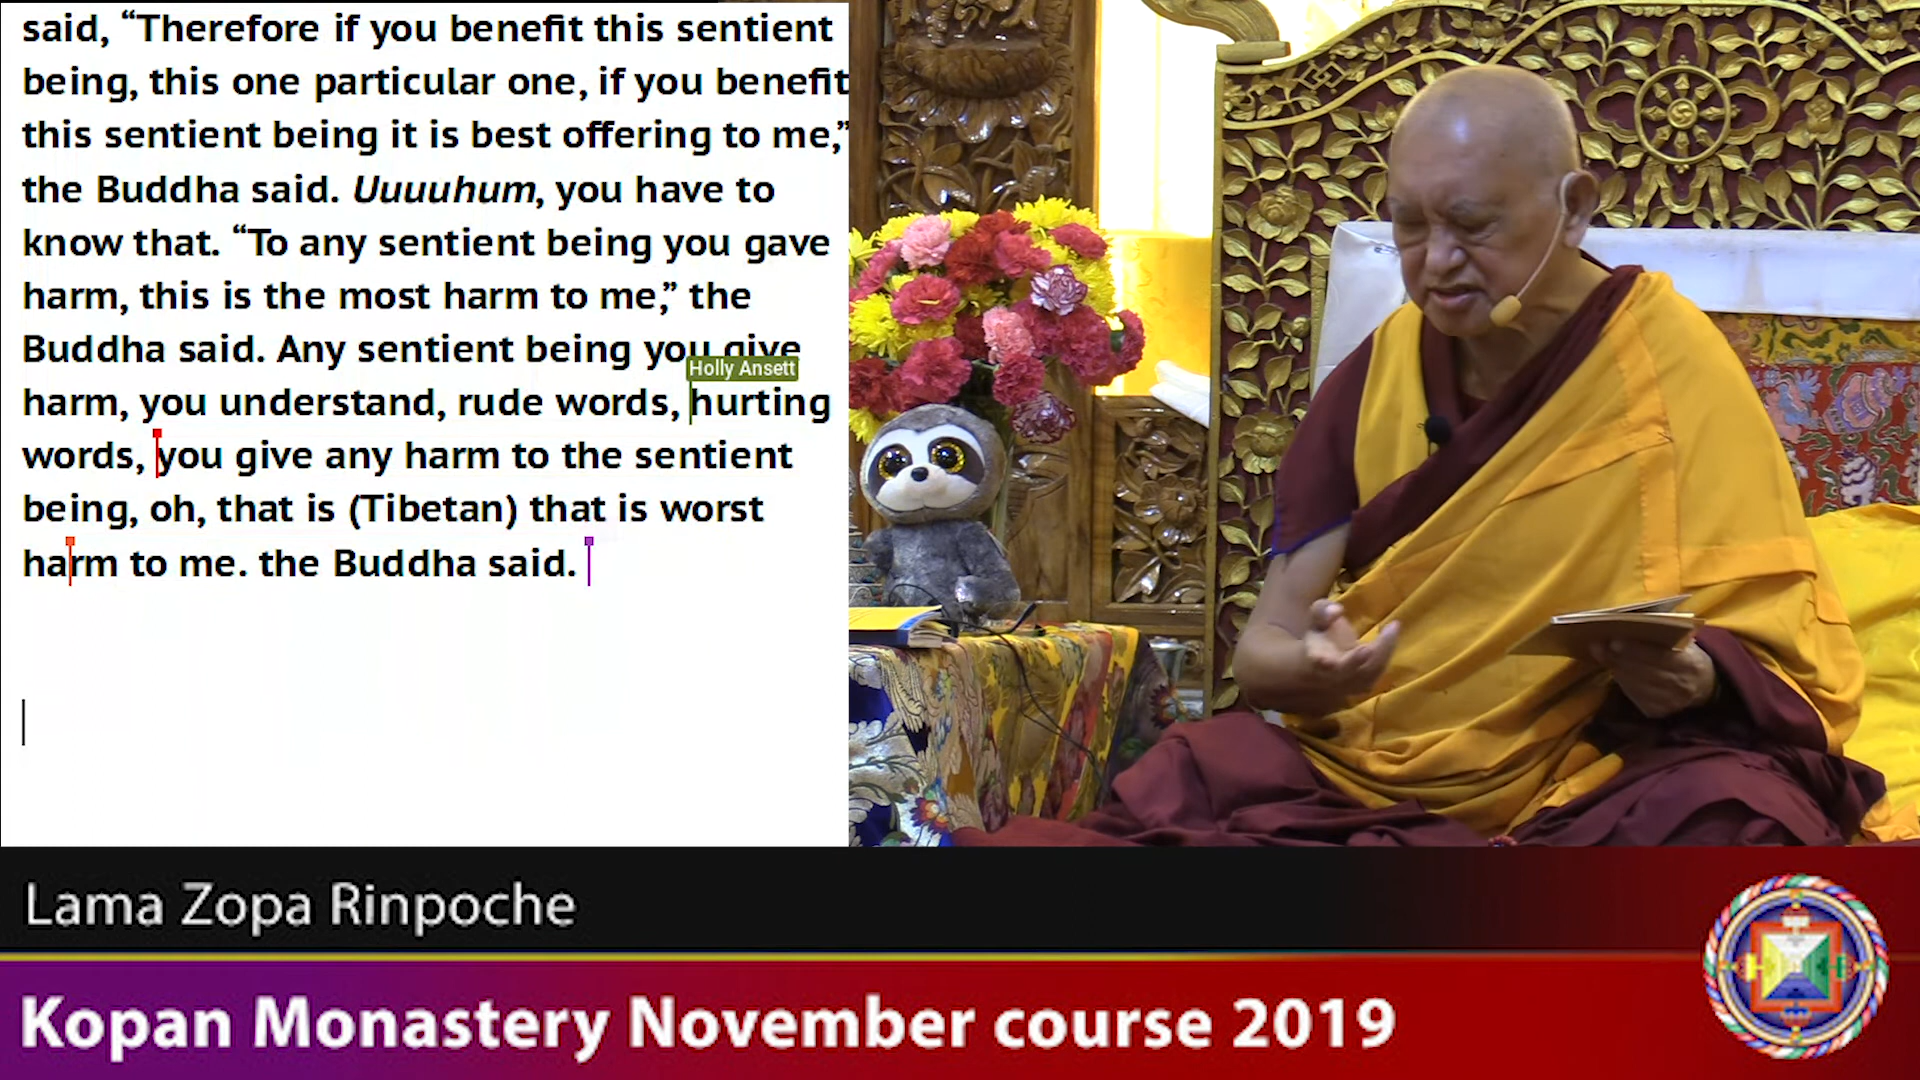 said, “Therefore if you benefit this sentient
being, this one particular one, if you benefit
this sentient being it is best offering to me,”
the Buddha said. Uuuuhum, you have to
know that. “To any sentient being you gave
harm, this is the most harm to me,” the
Buddha said. Any sentient being you give
Holly Ansett
harm, you understand, rude words, hurting
words, you give any harm to the sentient
being, oh, that is (Tibetan) that is worst
harm to me. the Buddha said.
Lama Zopa Rinpoche
Kopan Monastery November course 2019